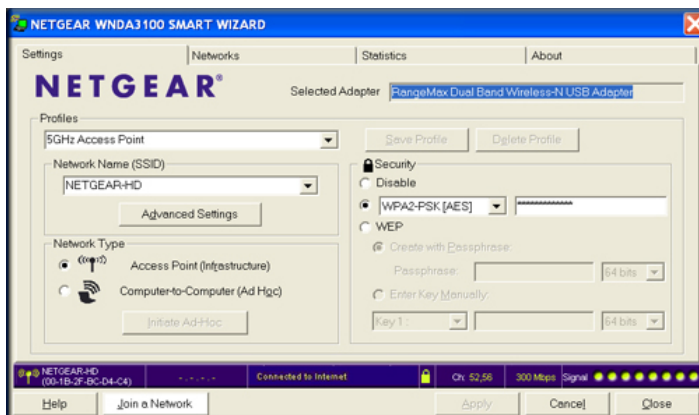 NETGEAR WNDA3100 SMART WIZARD
Settings Networks Statistics About
NETGEAR® Selected Adapter RangeMax Dual Band Wireless-N USB Adapter
Profiles
5GHz Access Point Save Profile Delete Profile
Network Name (SSID)
NETGEAR-HD
Advanced Settings
Security
Disable
WPA2-PSK [AES] *************
WEP
Create with Passphrase:
Passphrase: 64 bits
Enter Key Manually:
Key 1 : 64 bits
Network Type
Access Point (Infrastructure)
Computer-to-Computer (Ad Hoc)
Initiate Ad-Hoc
NETGEAR-HD
(00-1B-2F-BC-D4-C4) -.-.-.- Connected to Internet Ch: 52,56 300 Mbps Signal
Help Join a Network Apply Cancel Close